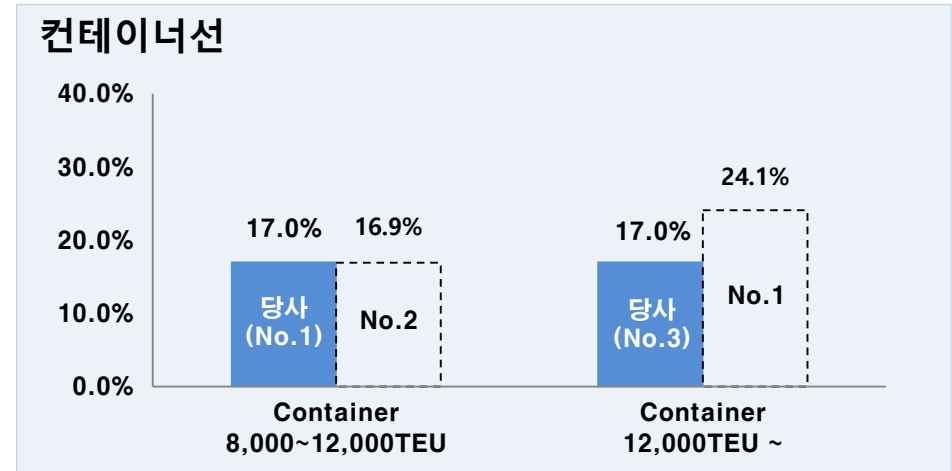 컨테이너선
40.0%
30.0%
20.0%
10.0%
0.0%
17.0%
16.9%
17.0%
24.1%
당사
(No.1)
No.2
당사
(No.3)
No.1
Container
8,000~12,000TEU
Container
12,000TEU ~